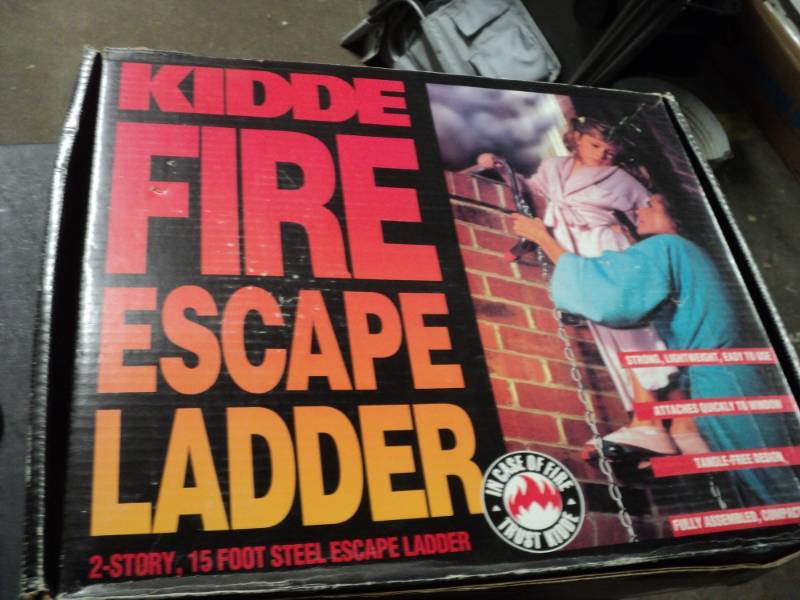 KIDDE
FIRE
ESCAPE
LADDER
2-STORY, 15 FOOT STEEL ESCAPE LADDER
IN CASE OF FIRE
TRUST KIDDE
STRONG, LIGHTWEIGHT, EASY TO USE
ATTACHES QUICKLY TO WINDOW
TANGLE-FREE DESIGN
FULLY ASSEMBLED, COMPACT